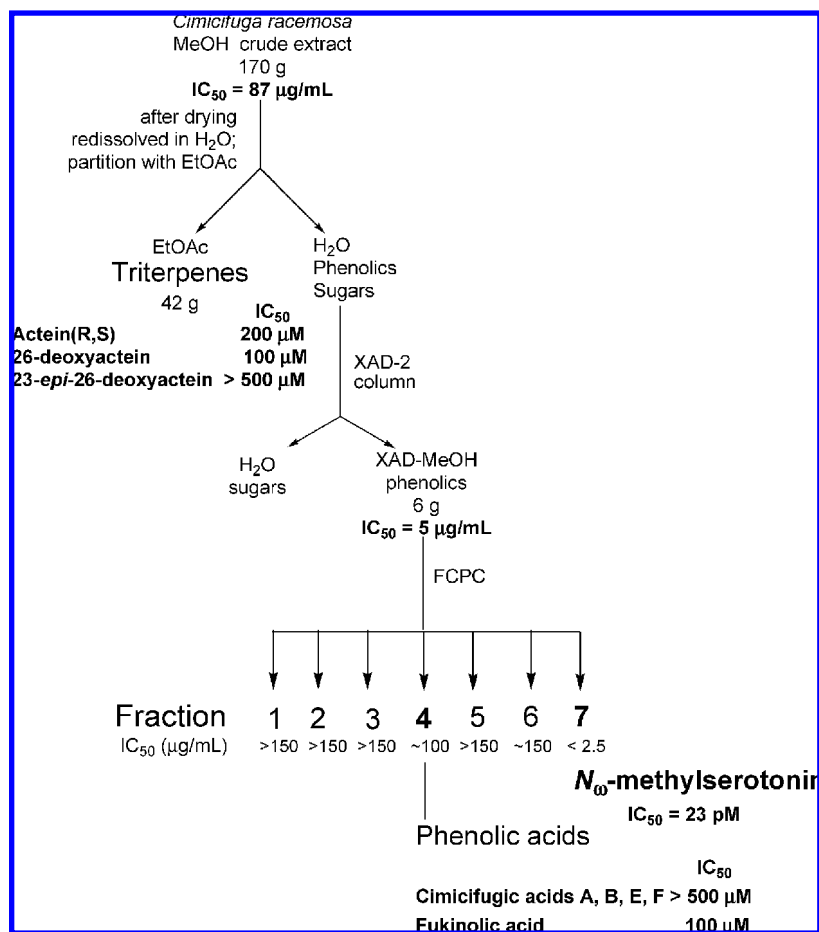 Cimicifuga racemosa
MeOH crude extract
170 g
IC50 = 87 µg/mL
after drying
redissolved in H2O;
partition with EtOAc
EtOAc
Triterpenes
42 g
H2O
Phenolics
Sugars
IC50
Actein(R,S) 200 µM
26-deoxyactein 100 µM
23-epi-26-deoxyactein > 500 µM
XAD-2
column
H2O
sugars
XAD-MeOH
phenolics
6 g
IC50 = 5 µg/mL
FCPC
Fraction 1 2 3 4 5 6 7
IC50 (µg/mL) >150 >150 >150 ~100 >150 ~150 < 2.5
Nω-methylserotonin
IC50 = 23 pM
Phenolic acids
IC50
Cimicifugic acids A, B, E, F > 500 µM
Fukinolic acid 100 µM